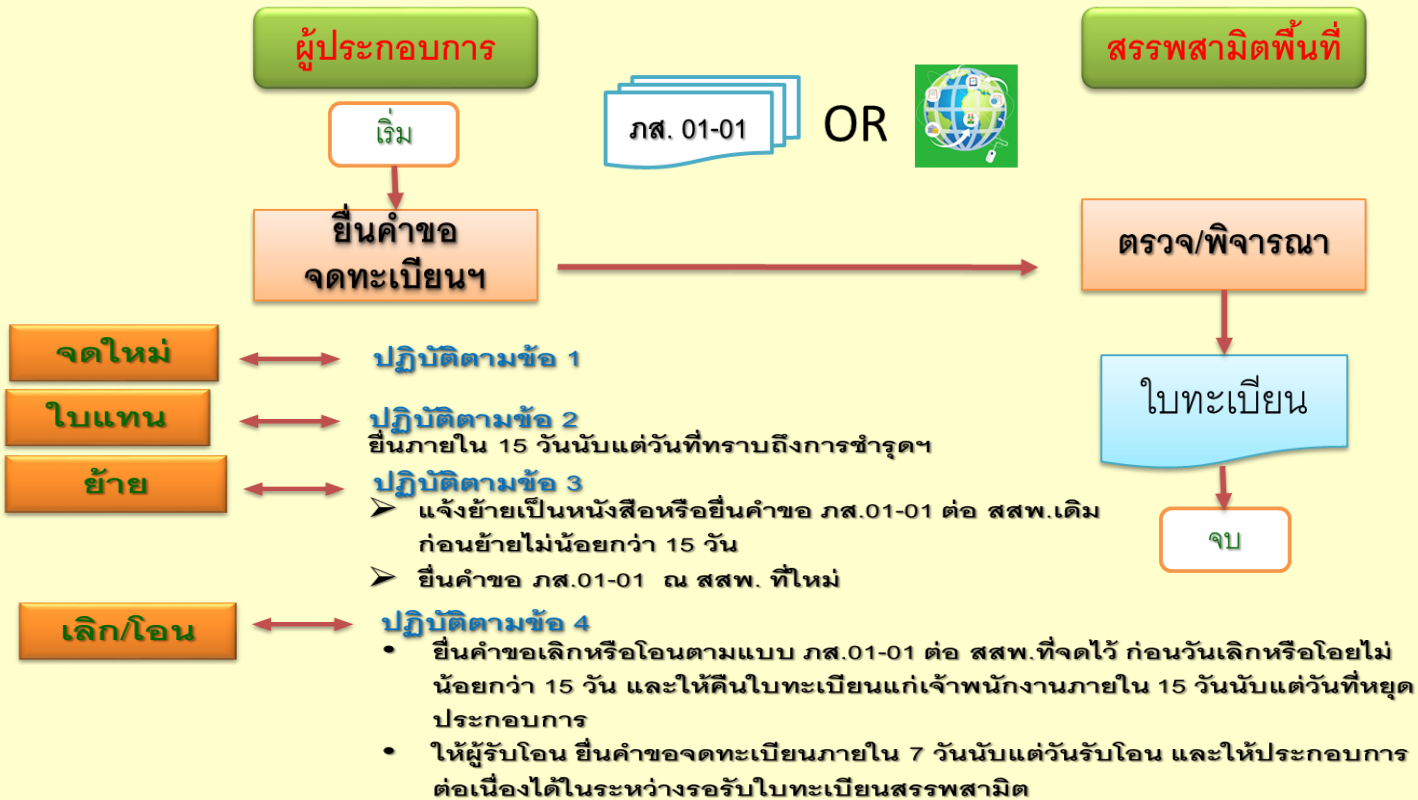 ผู้ประกอบการ
สรรพสามิตพื้นที่
เริ่ม
ภส. 01-01
OR
ยื่นคำขอ
จดทะเบียนฯ
ตรวจ/พิจารณา
จดใหม่
ปฏิบัติตามข้อ 1
ใบทะเบียน
ใบแทน
ปฏิบัติตามข้อ 2
ยื่นภายใน 15 วันนับแต่วันที่ทราบถึงการชำรุดฯ
ย้าย
ปฏิบัติตามข้อ 3
➢ แจ้งย้ายเป็นหนังสือหรือยื่นคำขอ ภส.01-01 ต่อ สสพ.เดิม
ก่อนย้ายไม่น้อยกว่า 15 วัน
➢ ยื่นคำขอ ภส.01-01 ณ สสพ. ที่ใหม่
จบ
เลิก/โอน
ปฏิบัติตามข้อ 4
• ยื่นคำขอเลิกหรือโอนตามแบบ ภส.01-01 ต่อ สสพ.ที่จดไว้ ก่อนวันเลิกหรือโอยไม่
น้อยกว่า 15 วัน และให้คืนใบทะเบียนแก่เจ้าพนักงานภายใน 15 วันนับแต่วันที่หยุด
ประกอบการ
• ให้ผู้รับโอน ยื่นคำขอจดทะเบียนภายใน 7 วันนับแต่วันรับโอน และให้ประกอบการ
ต่อเนื่องได้ในระหว่างรอรับใบทะเบียนสรรพสามิต